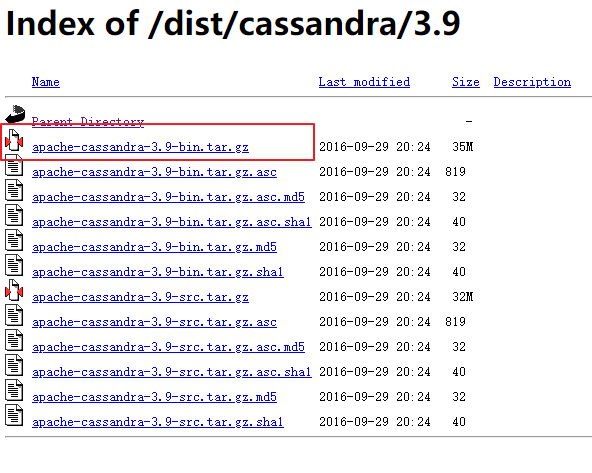 Index of /dist/cassandra/3.9
Name Last modified Size Description
Parent Directory -
apache-cassandra-3.9-bin.tar.gz 2016-09-29 20:24 35M
apache-cassandra-3.9-bin.tar.gz.asc 2016-09-29 20:24 819
apache-cassandra-3.9-bin.tar.gz.asc.md5 2016-09-29 20:24 32
apache-cassandra-3.9-bin.tar.gz.asc.sha1 2016-09-29 20:24 40
apache-cassandra-3.9-bin.tar.gz.md5 2016-09-29 20:24 32
apache-cassandra-3.9-bin.tar.gz.sha1 2016-09-29 20:24 40
apache-cassandra-3.9-src.tar.gz 2016-09-29 20:24 32M
apache-cassandra-3.9-src.tar.gz.asc 2016-09-29 20:24 819
apache-cassandra-3.9-src.tar.gz.asc.md5 2016-09-29 20:24 32
apache-cassandra-3.9-src.tar.gz.asc.sha1 2016-09-29 20:24 40
apache-cassandra-3.9-src.tar.gz.md5 2016-09-29 20:24 32
apache-cassandra-3.9-src.tar.gz.sha1 2016-09-29 20:24 40